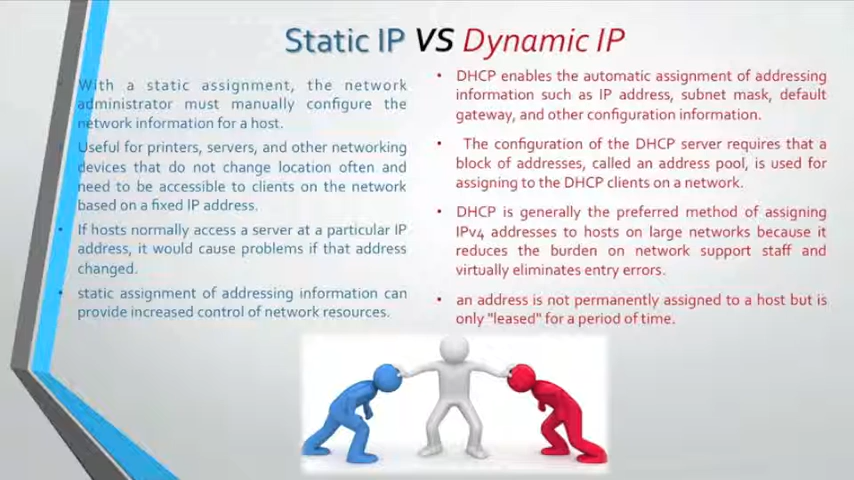 Static IP VS Dynamic IP
• With a static assignment, the network
administrator must manually configure the
network information for a host.
• Useful for printers, servers, and other networking
devices that do not change location often and
need to be accessible to clients on the network
based on a fixed IP address.
• If hosts normally access a server at a particular IP
address, it would cause problems if that address
changed.
• static assignment of addressing information can
provide increased control of network resources.
• DHCP enables the automatic assignment of addressing
information such as IP address, subnet mask, default
gateway, and other configuration information.
• The configuration of the DHCP server requires that a
block of addresses, called an address pool, is used for
assigning to the DHCP clients on a network.
• DHCP is generally the preferred method of assigning
IPv4 addresses to hosts on large networks because it
reduces the burden on network support staff and
virtually eliminates entry errors.
• an address is not permanently assigned to a host but is
only "leased" for a period of time.